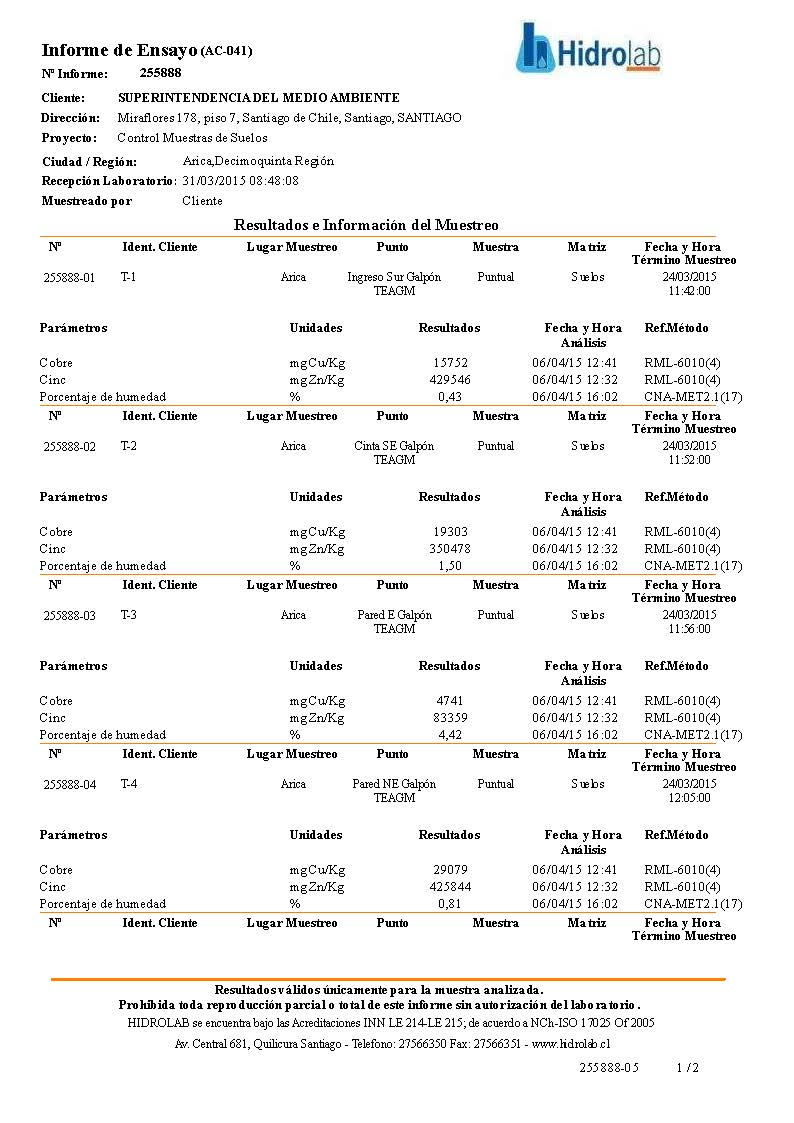 Informe de Ensayo (AC-041)
Hidrolab
Nº Informe: 255888
Cliente: SUPERINTENDENCIA DEL MEDIO AMBIENTE
Dirección: Miraflores 178, piso 7, Santiago de Chile, Santiago, SANTIAGO
Proyecto: Control Muestras de Suelos
Ciudad / Región: Arica,Decimoquinta Región
Recepción Laboratorio: 31/03/2015 08:48:08
Muestreado por Cliente
Resultados e Información del Muestreo
Nº Ident. Cliente Lugar Muestreo Punto Muestra Matriz Fecha y Hora
Término Muestreo
255888-01 T-1 Arica Ingreso Sur Galpón Puntual Suelos 24/03/2015
TEAGM 11:42:00
Parámetros Unidades Resultados Fecha y Hora Ref.Método
Análisis
Cobre mgCu/Kg 15752 06/04/15 12:41 RML-6010(4)
Cinc mgZn/Kg 429546 06/04/15 12:32 RML-6010(4)
Porcentaje de humedad % 0,43 06/04/15 16:02 CNA-MET2.1(17)
Nº Ident. Cliente Lugar Muestreo Punto Muestra Matriz Fecha y Hora
Término Muestreo
255888-02 T-2 Arica Cinta SE Galpón Puntual Suelos 24/03/2015
TEAGM 11:52:00
Parámetros Unidades Resultados Fecha y Hora Ref.Método
Análisis
Cobre mgCu/Kg 19303 06/04/15 12:41 RML-6010(4)
Cinc mgZn/Kg 350478 06/04/15 12:32 RML-6010(4)
Porcentaje de humedad % 1,50 06/04/15 16:02 CNA-MET2.1(17)
Nº Ident. Cliente Lugar Muestreo Punto Muestra Matriz Fecha y Hora
Término Muestreo
255888-03 T-3 Arica Pared E Galpón Puntual Suelos 24/03/2015
TEAGM 11:56:00
Parámetros Unidades Resultados Fecha y Hora Ref.Método
Análisis
Cobre mgCu/Kg 4741 06/04/15 12:41 RML-6010(4)
Cinc mgZn/Kg 83359 06/04/15 12:32 RML-6010(4)
Porcentaje de humedad % 4,42 06/04/15 16:02 CNA-MET2.1(17)
Nº Ident. Cliente Lugar Muestreo Punto Muestra Matriz Fecha y Hora
Término Muestreo
255888-04 T-4 Arica Pared NE Galpón Puntual Suelos 24/03/2015
TEAGM 12:05:00
Parámetros Unidades Resultados Fecha y Hora Ref.Método
Análisis
Cobre mgCu/Kg 29079 06/04/15 12:41 RML-6010(4)
Cinc mgZn/Kg 425844 06/04/15 12:32 RML-6010(4)
Porcentaje de humedad % 0,81 06/04/15 16:02 CNA-MET2.1(17)
Nº Ident. Cliente Lugar Muestreo Punto Muestra Matriz Fecha y Hora
Término Muestreo
Resultados válidos únicamente para la muestra analizada.
Prohibida toda reproducción parcial o total de este informe sin autorización del laboratorio.
HIDROLAB se encuentra bajo las Acreditaciones INN LE 214-LE 215; de acuerdo a NCh-ISO 17025 Of 2005
Av. Central 681, Quilicura Santiago - Telefono: 27566350 Fax: 27566351 - www.hidrolab.cl
255888-05 1 / 2